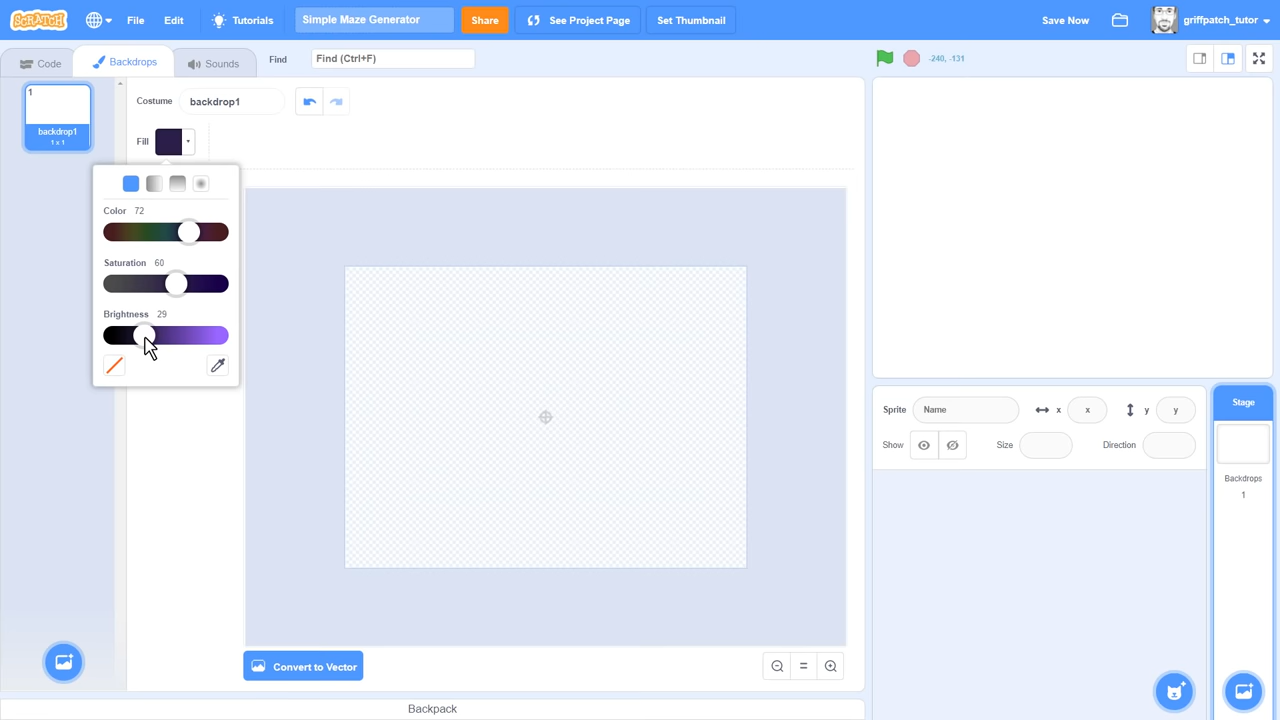 SCRATCH File Edit Tutorials Simple Maze Generator Share See Project Page Set Thumbnail Save Now griffpatch_tutor
Code Backdrops Sounds Find Find (Ctrl+F) -240, -131
1
backdrop1
1 x 1
Costume backdrop1
Fill
Color 72
Saturation 60
Brightness 29
Convert to Vector
Sprite Name x x y y
Show Size Direction
Stage
Backdrops
1
Backpack